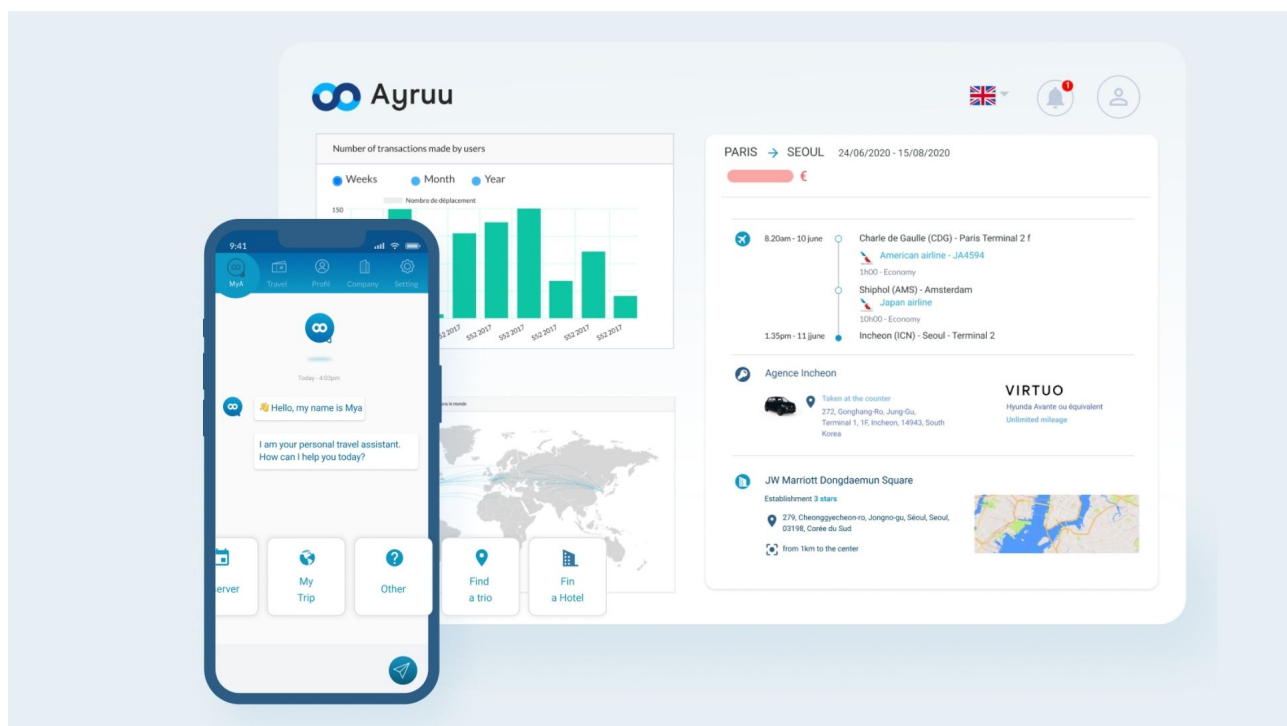 Ayruu
1
Number of transactions made by users
Weeks Month Year
Nombre de déplacement
150
S52 2017 S52 2017 S52 2017 S52 2017 S52 2017
dans le monde
PARIS → SEOUL 24/06/2020 - 15/08/2020
€
8.20am - 10 june
Charle de Gaulle (CDG) - Paris Terminal 2 f
American airline - JA4594
1h00 - Economy
Shiphol (AMS) - Amsterdam
Japan airline
10h00 - Economy
1.35pm - 11 jjune
Incheon (ICN) - Seoul - Terminal 2
Agence Incheon
Taken at the counter
272, Gonghang-Ro, Jung-Gu,
Terminal 1, 1F, Incheon, 14943, South
Korea
VIRTUO
Hyunda Avante ou équivalent
Unlimited mileage
JW Marriott Dongdaemun Square
Establishment 3 stars
279, Cheonggyecheon-ro, Jongno-gu, Séoul, Seoul,
03198, Corée du Sud
from 1km to the center
9:41
MyA Travel Profil Company Setting
Today - 4:03pm
👋 Hello, my name is Mya
I am your personal travel assistant.
How can I help you today?
erver
My
Trip
Other
Find
a trio
Fin
a Hotel